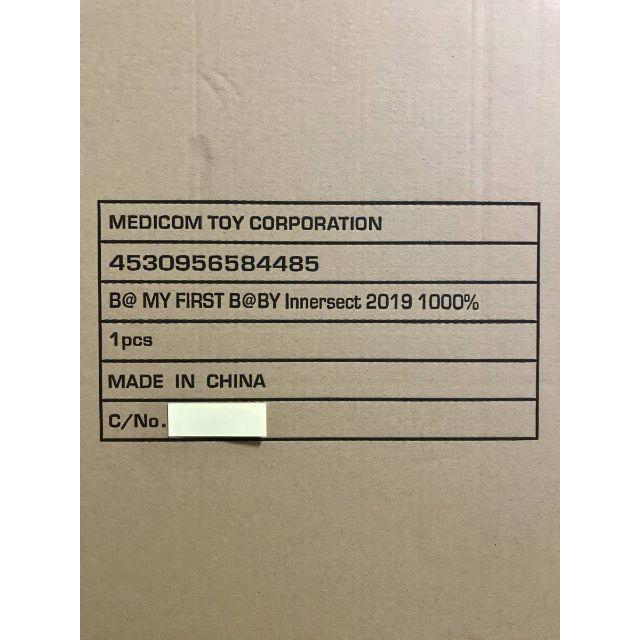 MEDICOM TOY CORPORATION
4530956584485
B@ MY FIRST B@BY Innersect 2019 1000%
1pcs
MADE IN CHINA
C/No.